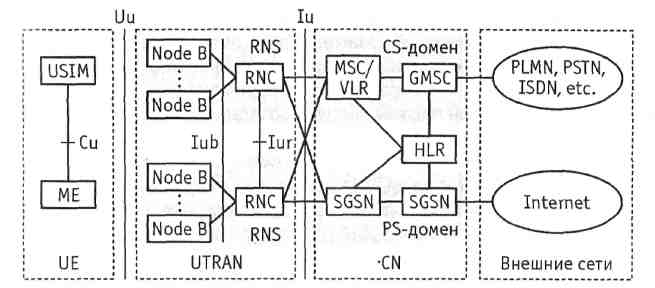 Uu
Iu
USIM
Cu
ME
UE
Node B
Node B
RNS
RNC
Iub
Iur
Node B
Node B
RNC
RNS
UTRAN
CS-домен
MSC/
VLR
GMSC
HLR
SGSN
SGSN
PS-домен
CN
PLMN, PSTN,
ISDN, etc.
Internet
Внешние сети